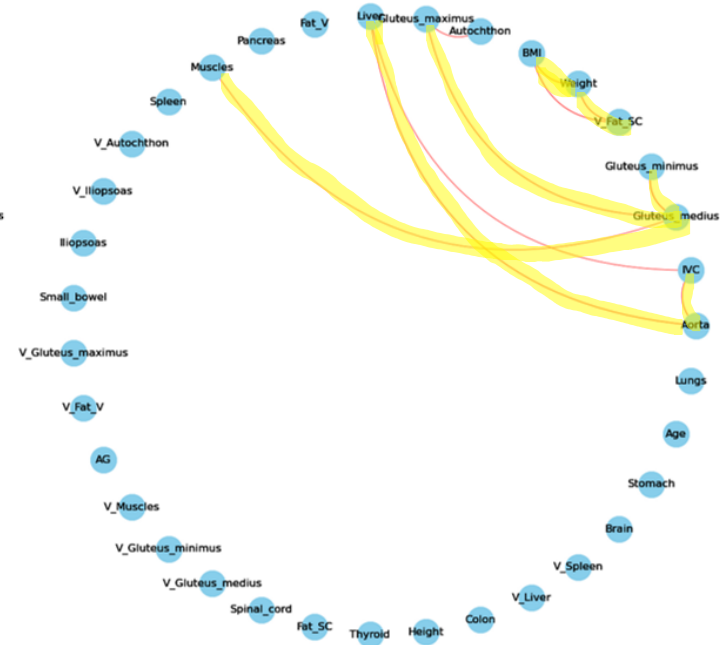 Liver
Gluteus_maximus
Fat_V
Autochthon
Pancreas
BMI
Muscles
Weight
Spleen
V_Fat_SC
V_Autochthon
Gluteus_minimus
V_Iliopsoas
s
Gluteus_medius
Iliopsoas
IVC
Small_bowel
Aorta
V_Gluteus_maximus
Lungs
V_Fat_V
Age
AG
Stomach
V_Muscles
Brain
V_Gluteus_minimus
V_Spleen
V_Gluteus_medius
V_Liver
Spinal_cord
Colon
Fat_SC
Height
Thyroid